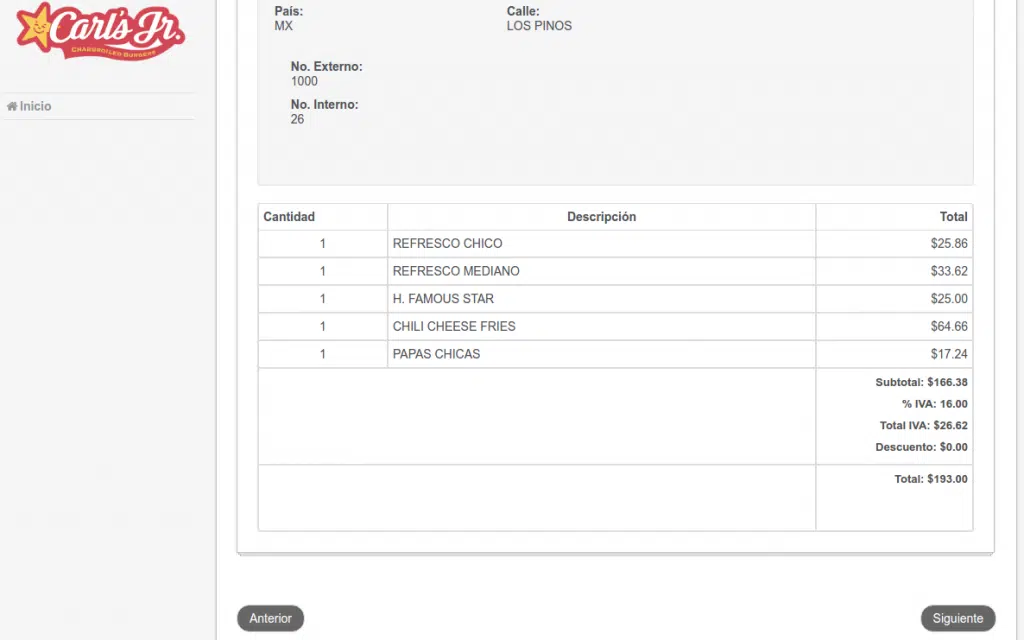 Carl's Jr.
CHARBROILED BURGERS
Inicio
País:
MX
Calle:
LOS PINOS
No. Externo:
1000
No. Interno:
26
Cantidad Descripción Total
1 REFRESCO CHICO $25.86
1 REFRESCO MEDIANO $33.62
1 H. FAMOUS STAR $25.00
1 CHILI CHEESE FRIES $64.66
1 PAPAS CHICAS $17.24
Subtotal: $166.38
% IVA: 16.00
Total IVA: $26.62
Descuento: $0.00
Total: $193.00
Anterior Siguiente